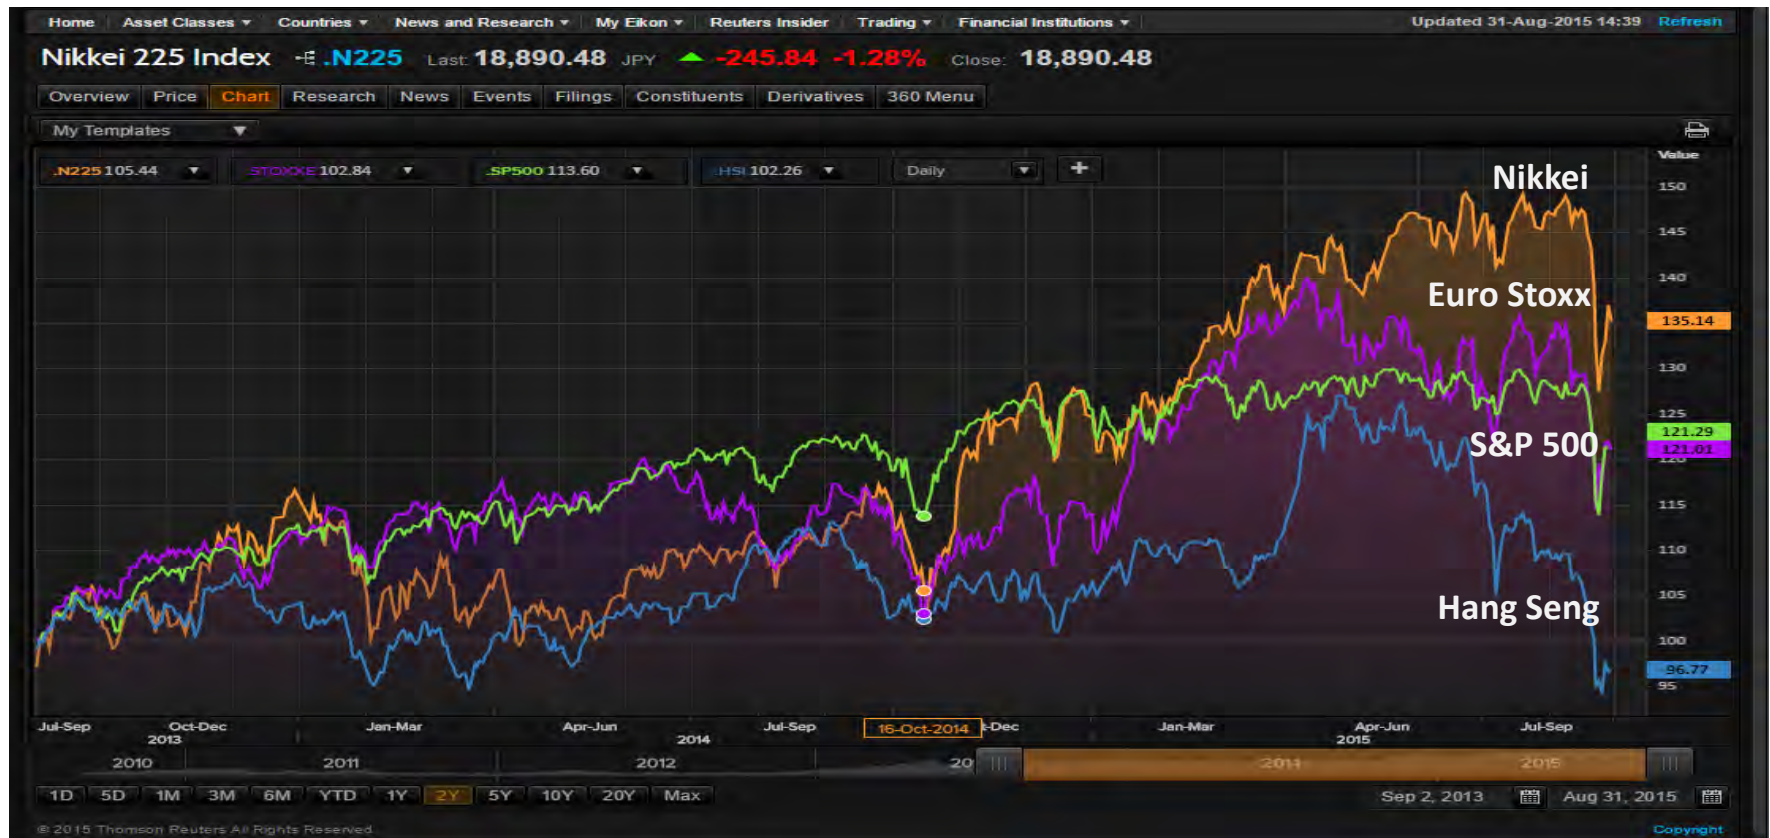 Home Asset Classes Countries News and Research My Eikon Reuters Insider Trading Financial Institutions Updated 31-Aug-2015 14:39 Refresh
Nikkei 225 Index .N225 Last: 18,890.48 JPY -245.84 -1.28% Close: 18,890.48
Overview Price Chart Research News Events Filings Constituents Derivatives 360 Menu
My Templates
Value
.N225 105.44 .STOXXE 102.84 .SP500 113.60 .HSI 102.26 Daily +
Nikkei
150
145
140
Euro Stoxx
135.14
130
125
121.29
S&P 500
121.01
120
115
110
105
Hang Seng
100
96.77
95
Jul-Sep Oct-Dec Jan-Mar Apr-Jun Jul-Sep 16-Oct-2014 t-Dec Jan-Mar Apr-Jun Jul-Sep
2013 2014 2015
2010 2011 2012 20 2014 2015
1D 5D 1M 3M 6M YTD 1Y 2Y 5Y 10Y 20Y Max Sep 2, 2013 Aug 31, 2015
© 2015 Thomson Reuters All Rights Reserved. Copyright